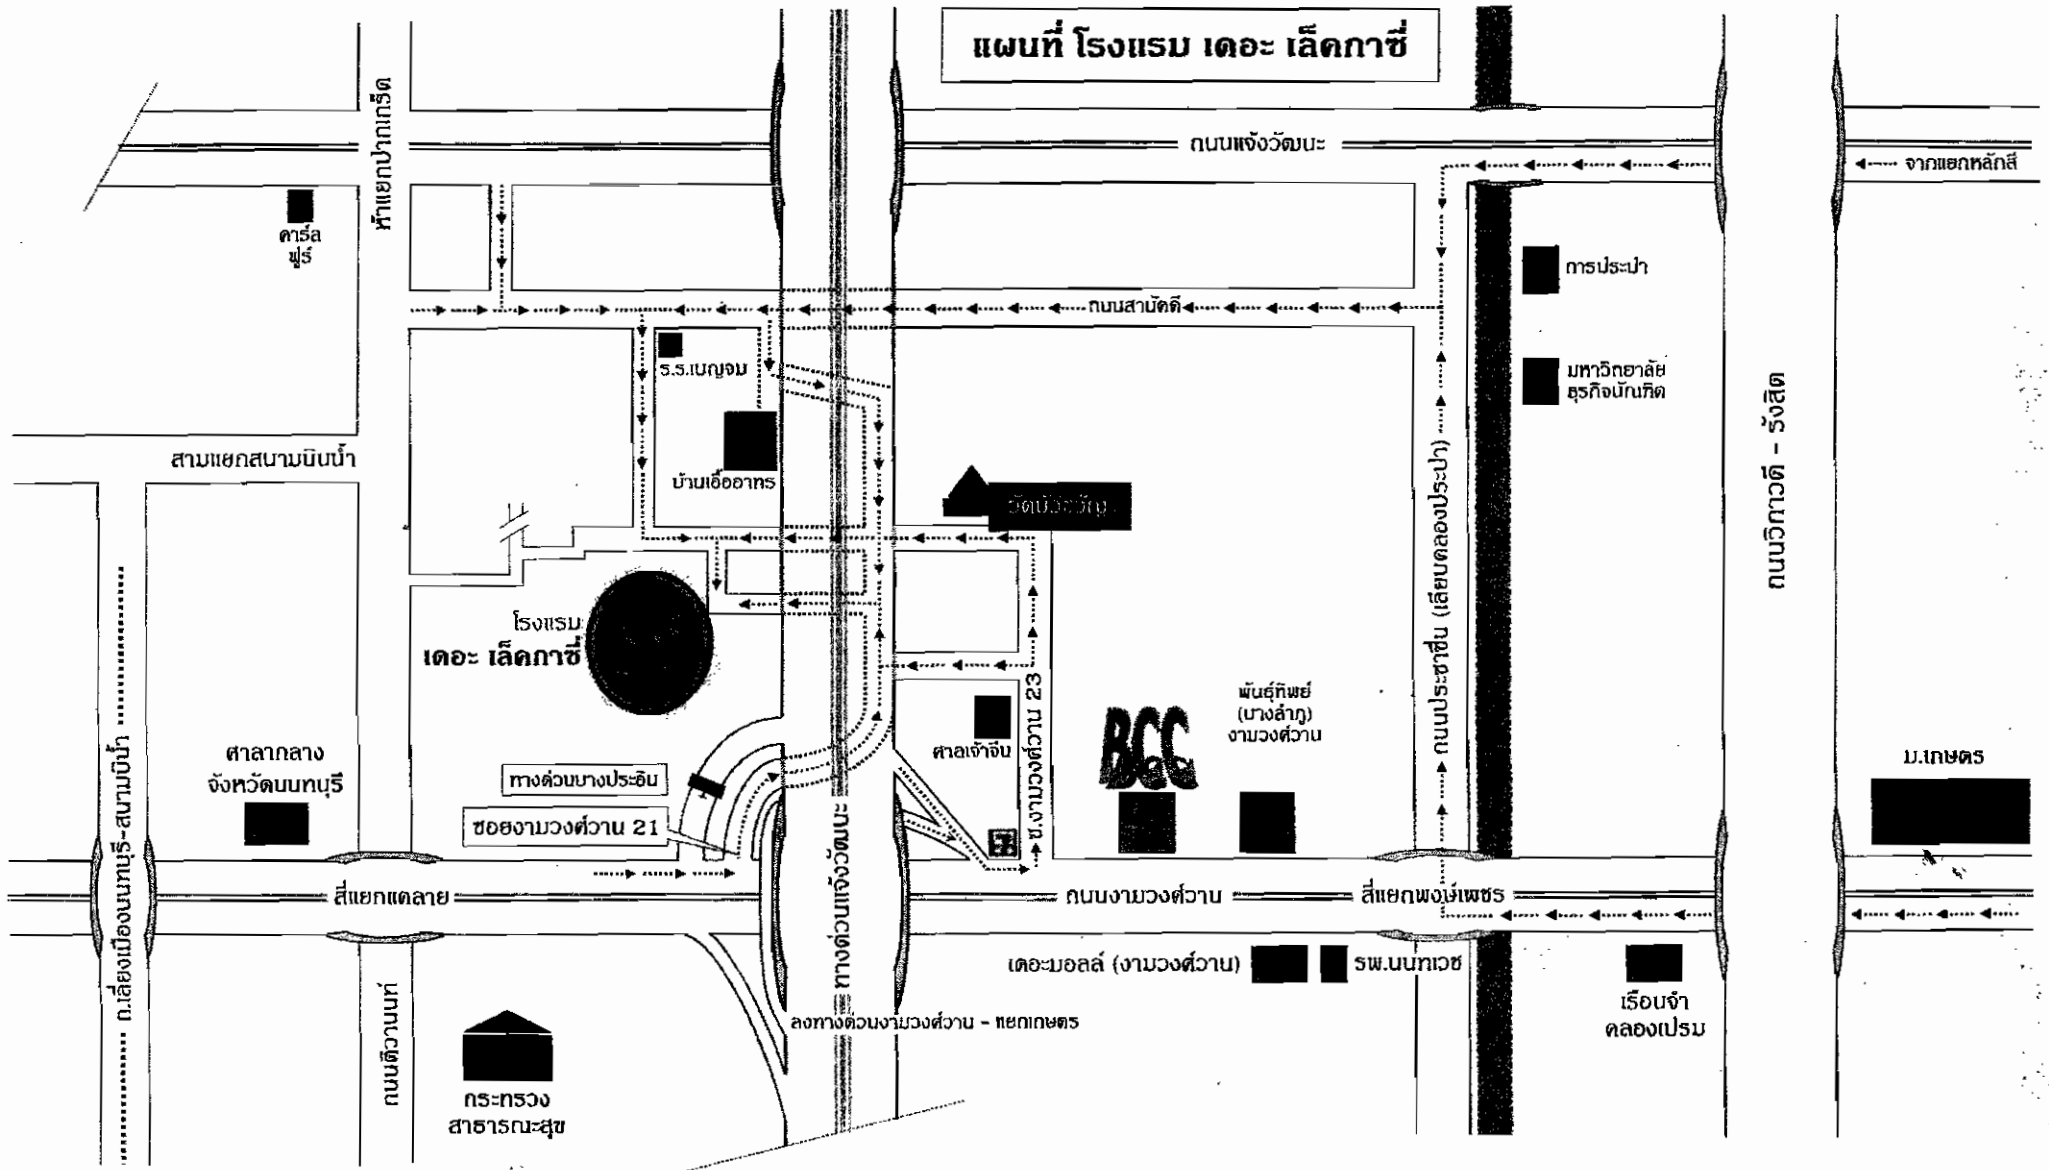 แผนที่ โรงแรม เดอะ เล็คกาซี่
ห้าแยกปากเกร็ด
ถนนแจ้งวัฒนะ
จากแยกหลักสี่
คาร์ล
ฟูร์
การประปา
ถนนสามัคคี
ร.ร.เบญจม
มหาวิทยาลัย
ธุรกิจบัณฑิต
ถนนวิภาวดี - รังสิต
สามแยกสนามบินน้ำ
บ้านเอื้ออาทร
วัดบัวขวัญ
ถนนประชาชื่น (เลียบคลองประปา)
โรงแรม
เดอะ เล็คกาซี่
ซ.งามวงศ์วาน 23
พันธุ์ทิพย์
(บางลำภู)
งามวงศ์วาน
BCC
ศาลเจ้าจีน
ศาลากลาง
จังหวัดนนทบุรี
ทางด่วนบางประอิน
ซอยงามวงศ์วาน 21
ม.เกษตร
7
ถ.เลี่ยงเมืองนนทบุรี-สนามบินน้ำ
สี่แยกแคลาย
ถนนงามวงศ์วาน
สี่แยกพงษ์เพชร
เดอะมอลล์ (งามวงศ์วาน)
รพ.นนทเวช
เรือนจำ
คลองเปรม
ถนนติวานนท์
ลงทางด่วนงามวงศ์วาน - แยกเกษตร
กระทรวง
สาธารณะสุข